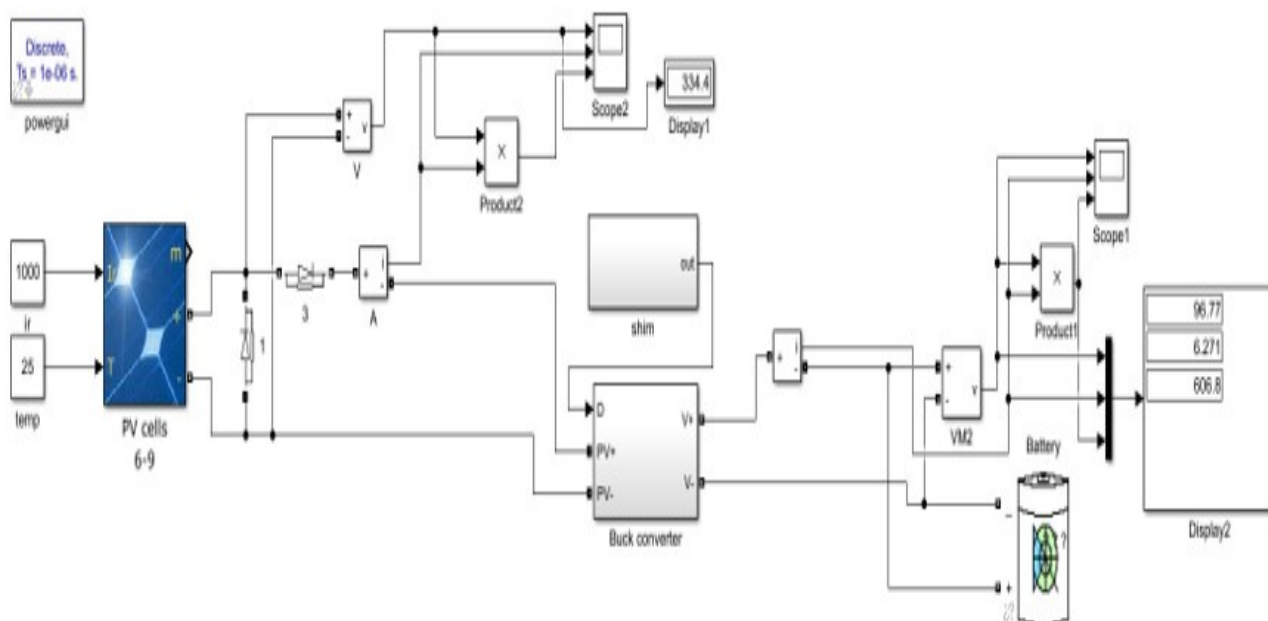 Discrete,
Ts = 1e-06 s.
powergui
1000
ir
25
temp
Ir
T
m
+
-
PV cells
6-9
1
3
+
-
v
V
+
i
-
A
×
Product2
Scope2
334.4
Display1
out
shim
D
PV+
PV-
V+
V-
Buck converter
+
i
-
+
-
v
VM2
×
Product1
Scope1
Battery
–
+
?
96.77
6.271
606.8
Display2